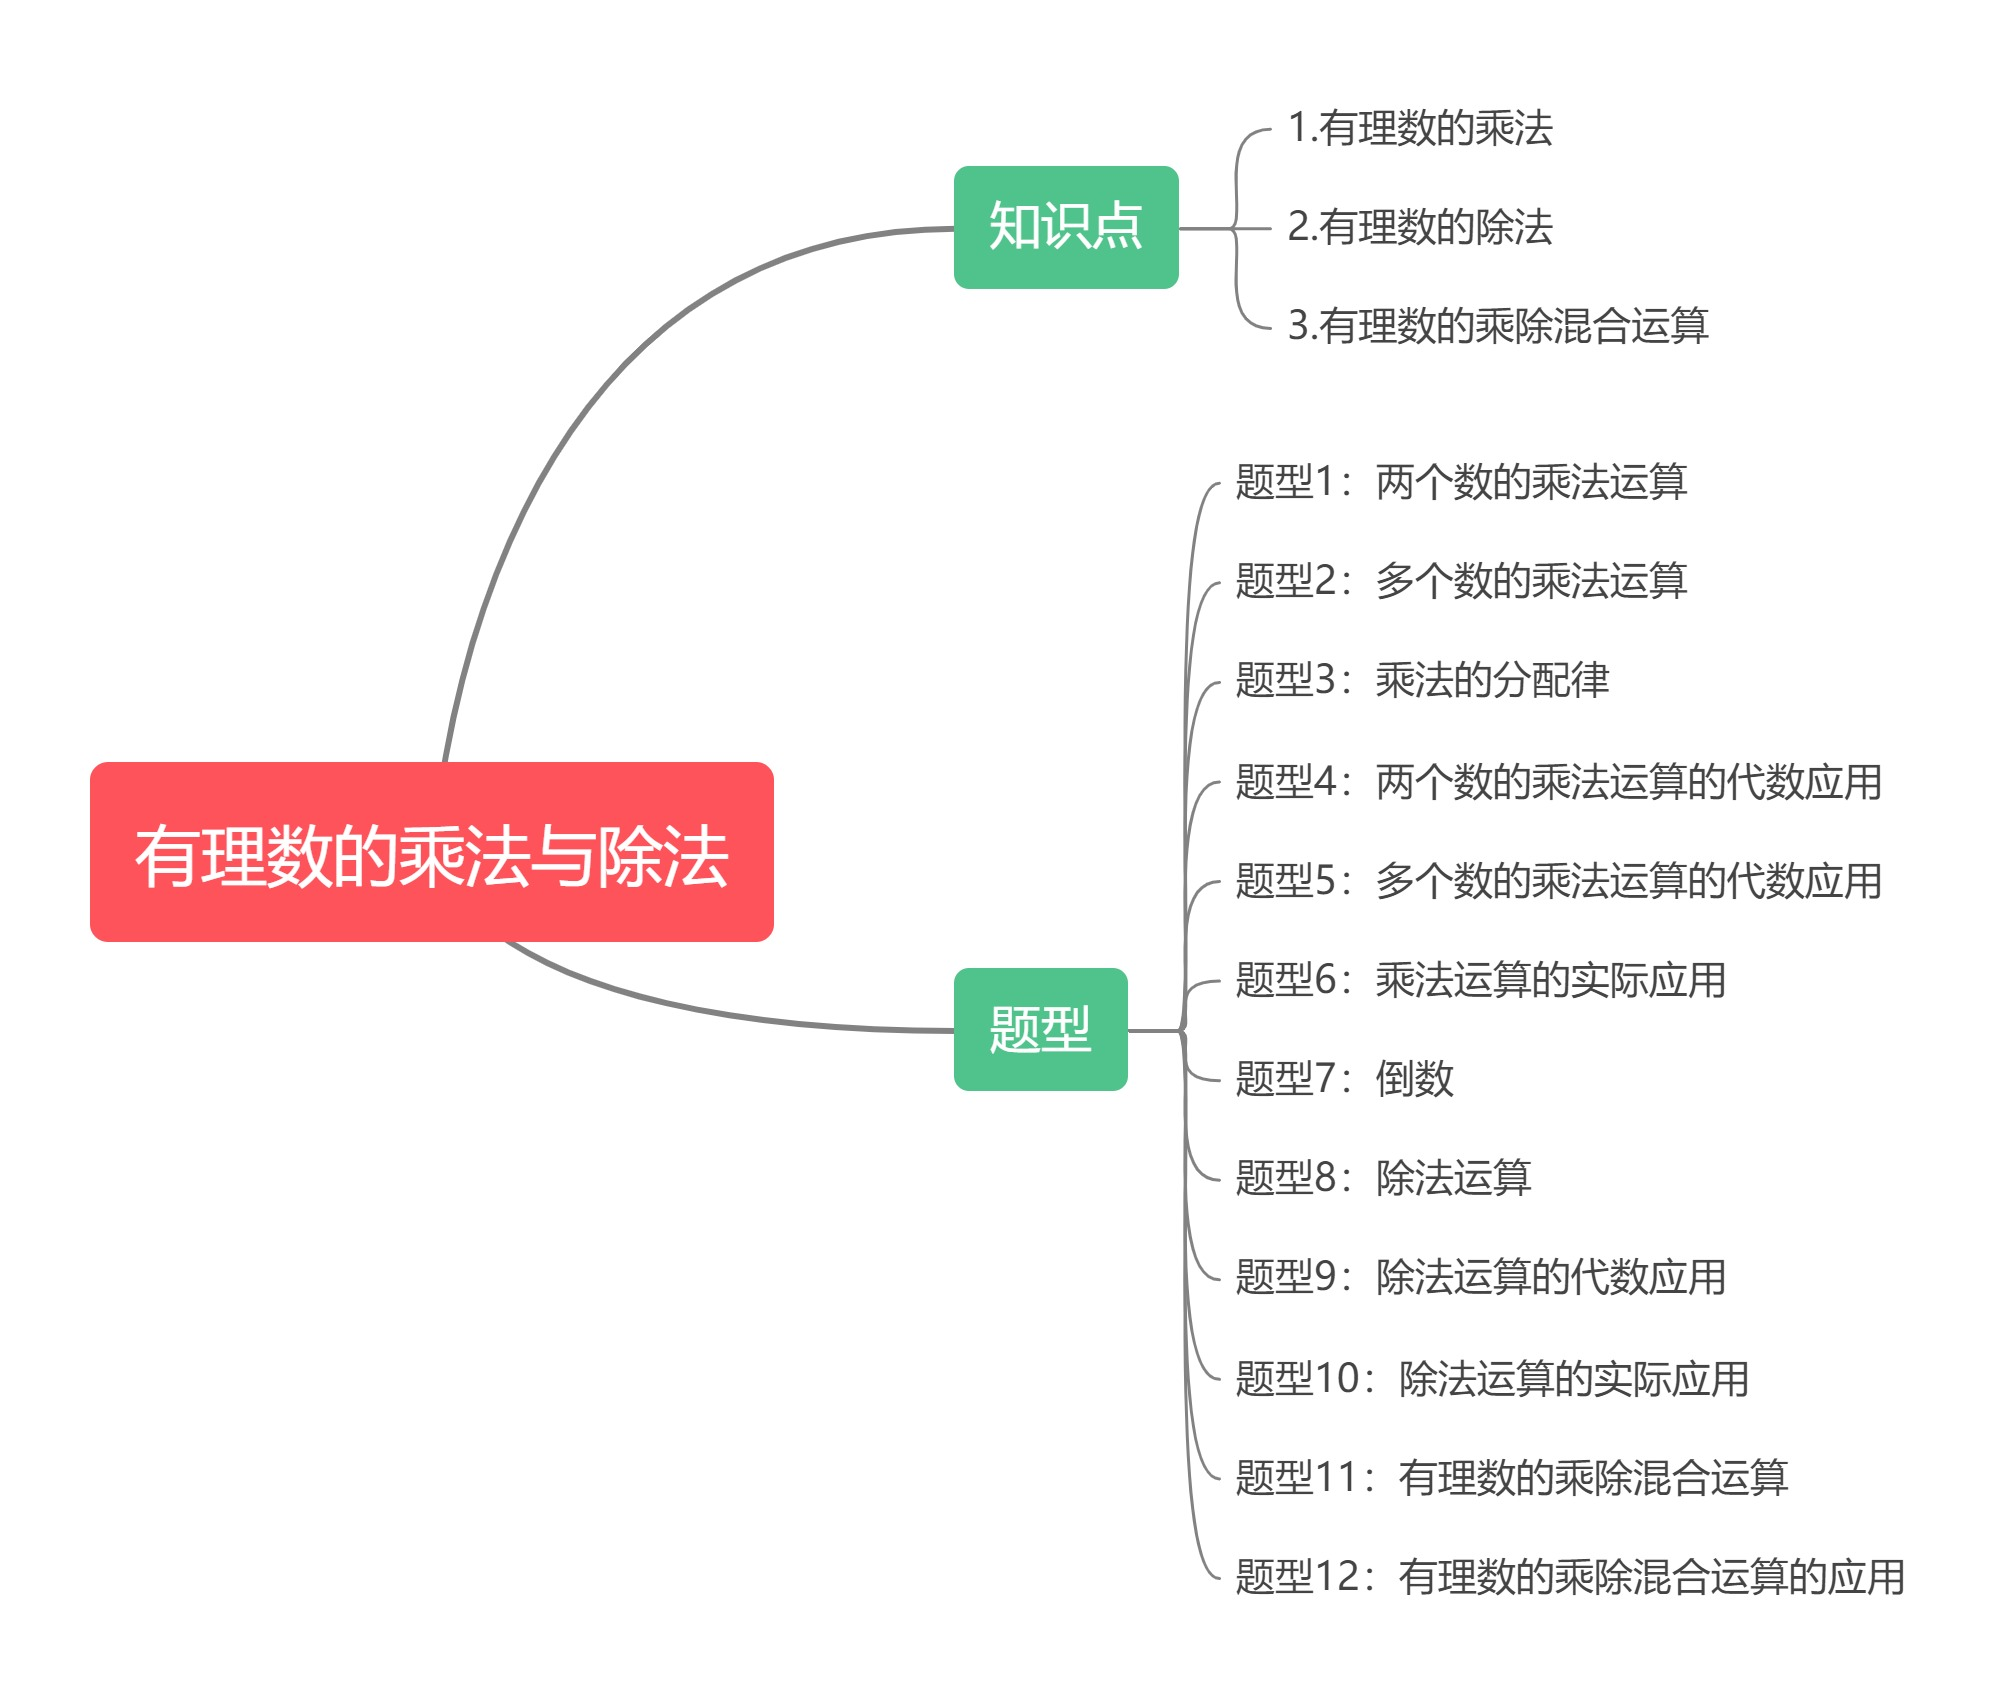 知识点
1.有理数的乘法
2.有理数的除法
3.有理数的乘除混合运算
有理数的乘法与除法
题型
题型1：两个数的乘法运算
题型2：多个数的乘法运算
题型3：乘法的分配律
题型4：两个数的乘法运算的代数应用
题型5：多个数的乘法运算的代数应用
题型6：乘法运算的实际应用
题型7：倒数
题型8：除法运算
题型9：除法运算的代数应用
题型10：除法运算的实际应用
题型11：有理数的乘除混合运算
题型12：有理数的乘除混合运算的应用